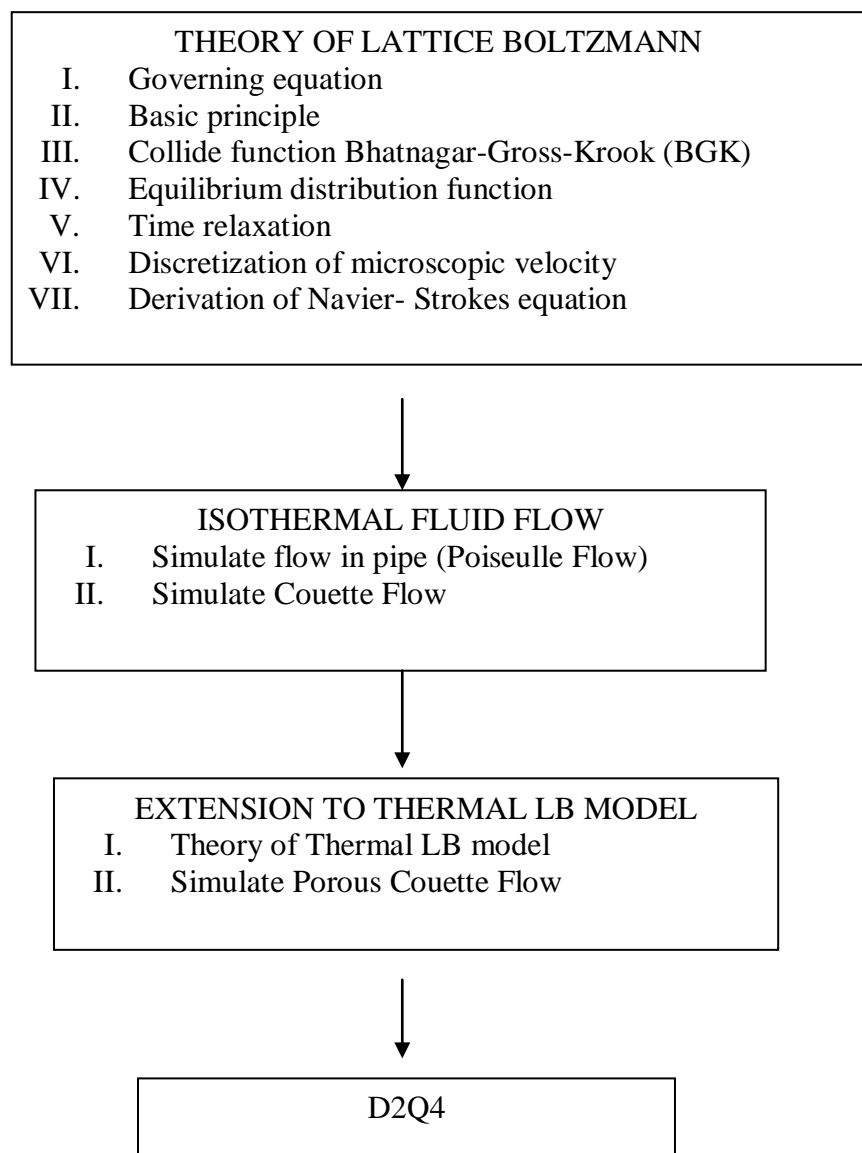 THEORY OF LATTICE BOLTZMANN
I. Governing equation
II. Basic principle
III. Collide function Bhatnagar-Gross-Krook (BGK)
IV. Equilibrium distribution function
V. Time relaxation
VI. Discretization of microscopic velocity
VII. Derivation of Navier- Strokes equation
ISOTHERMAL FLUID FLOW
I. Simulate flow in pipe (Poiseulle Flow)
II. Simulate Couette Flow
EXTENSION TO THERMAL LB MODEL
I. Theory of Thermal LB model
II. Simulate Porous Couette Flow
D2Q4